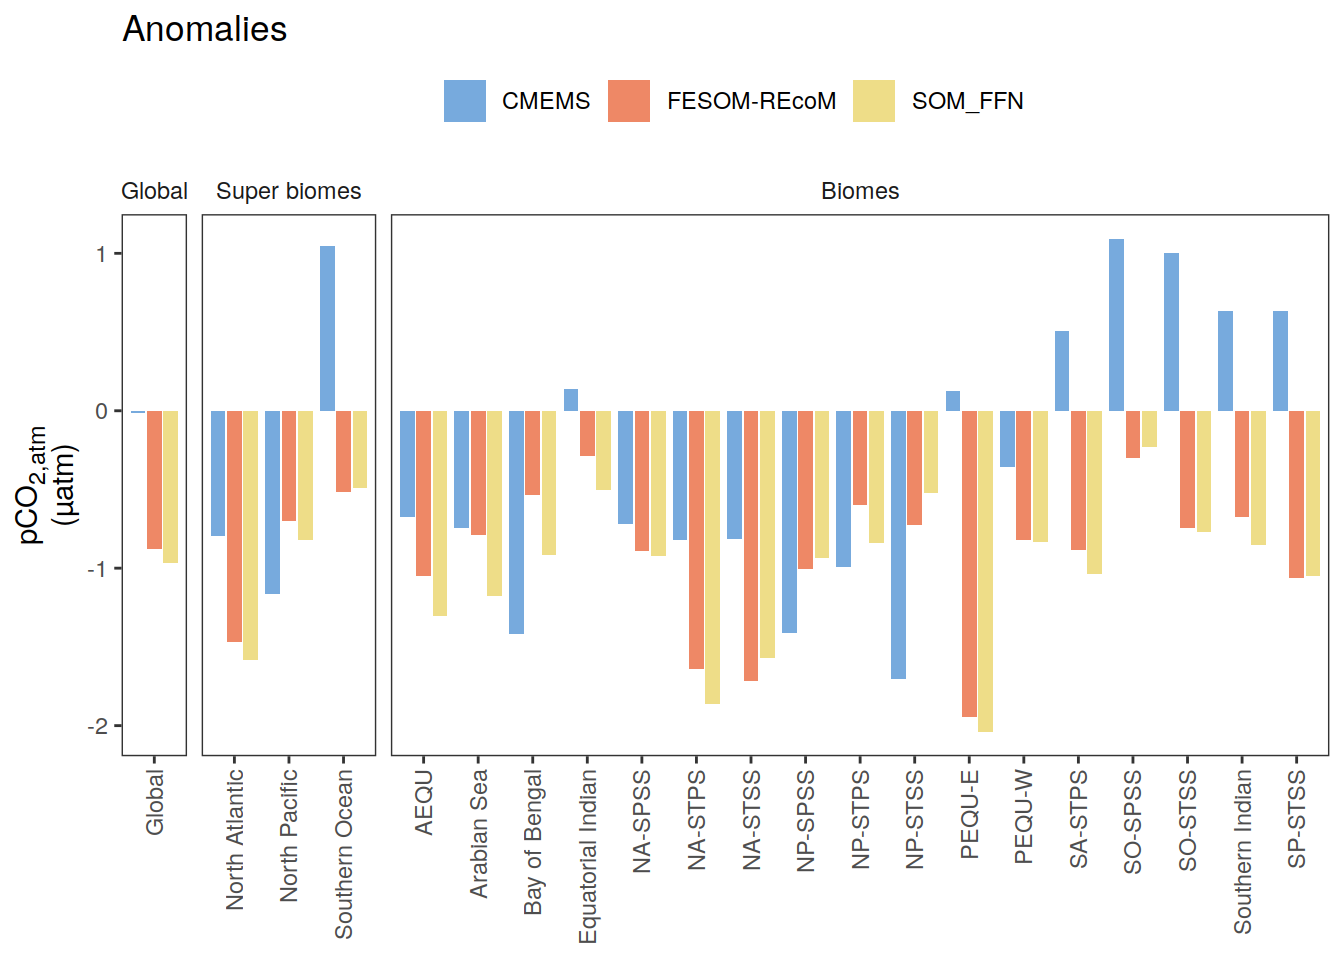 Anomalies
CMEMS FESOM-REcoM SOM_FFN
Global Super biomes Biomes
1
0
-1
-2
pCO2,atm
(µatm)
Global
North Atlantic
North Pacific
Southern Ocean
AEQU
Arabian Sea
Bay of Bengal
Equatorial Indian
NA-SPSS
NA-STPS
NA-STSS
NP-SPSS
NP-STPS
NP-STSS
PEQU-E
PEQU-W
SA-STPS
SO-SPSS
SO-STSS
Southern Indian
SP-STSS